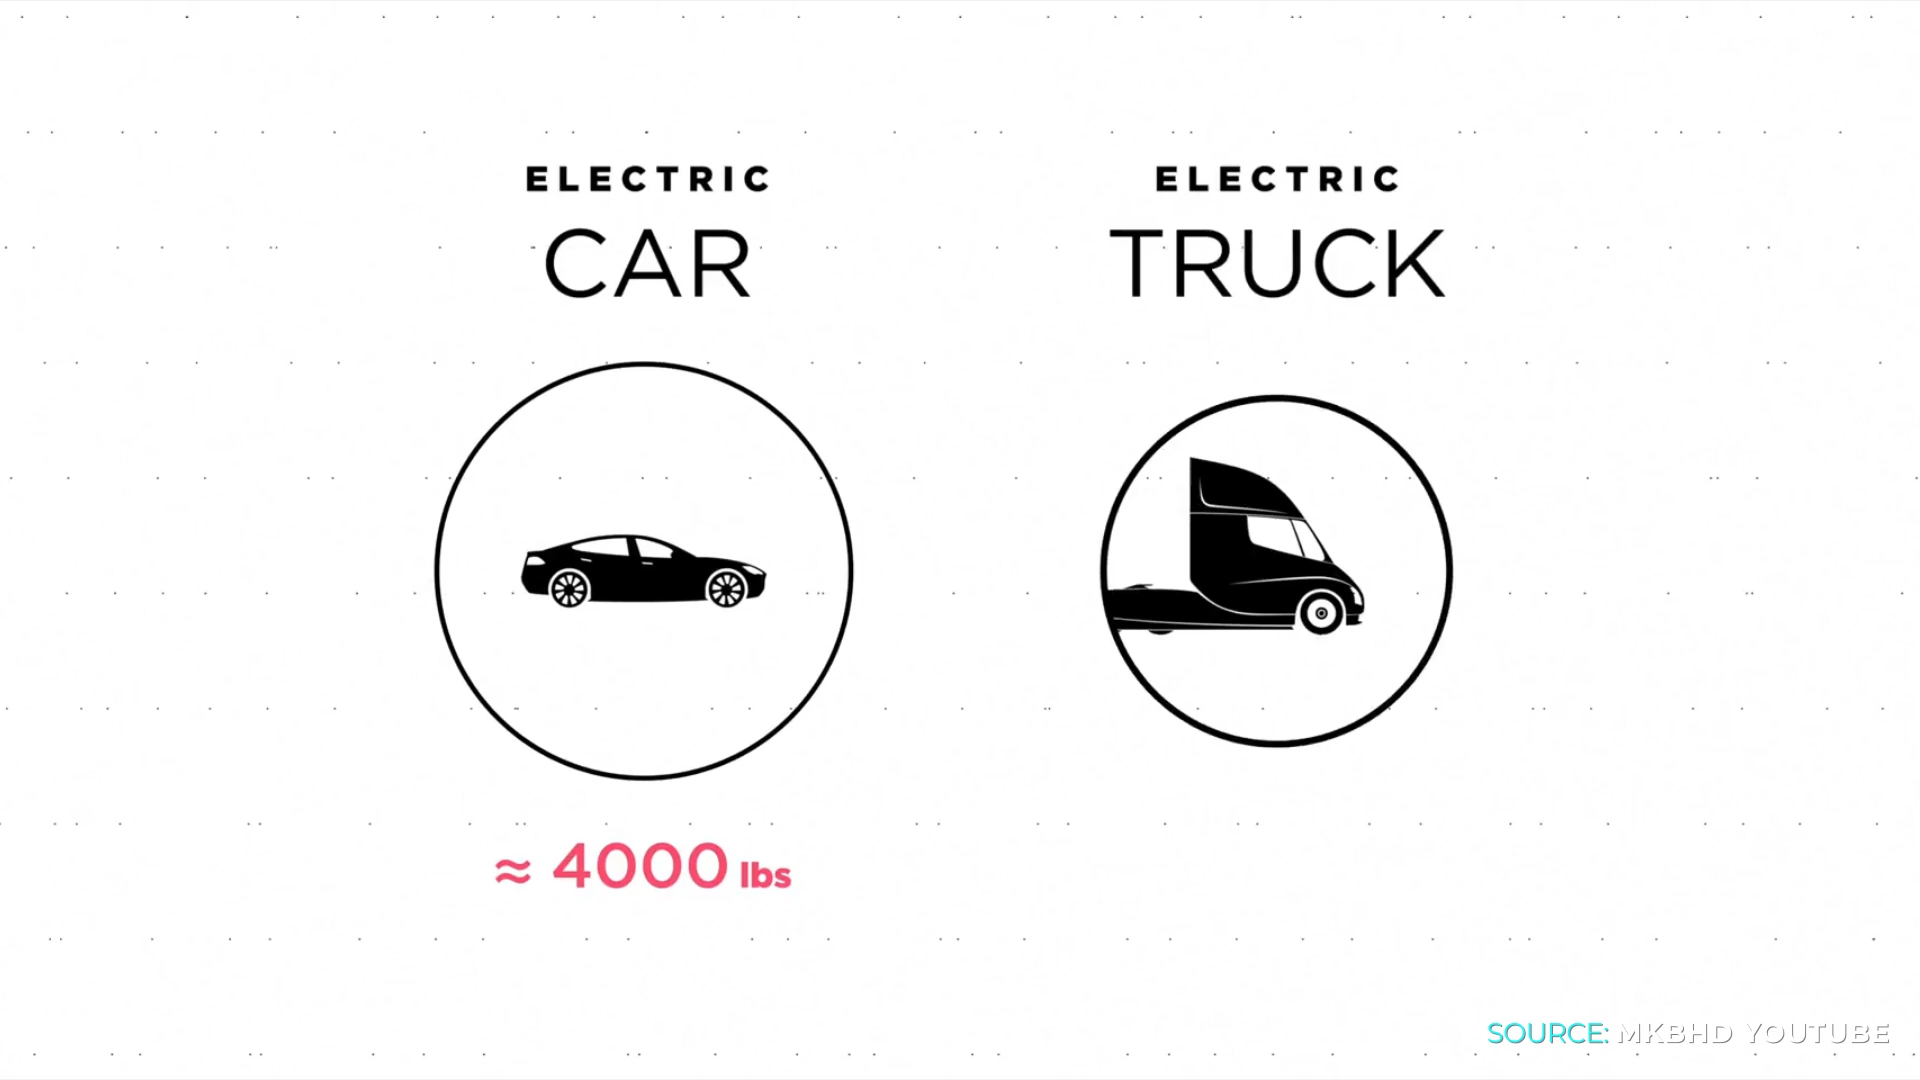 ELECTRIC
CAR
ELECTRIC
TRUCK
≈ 4000 lbs
SOURCE: MKBHD YOUTUBE